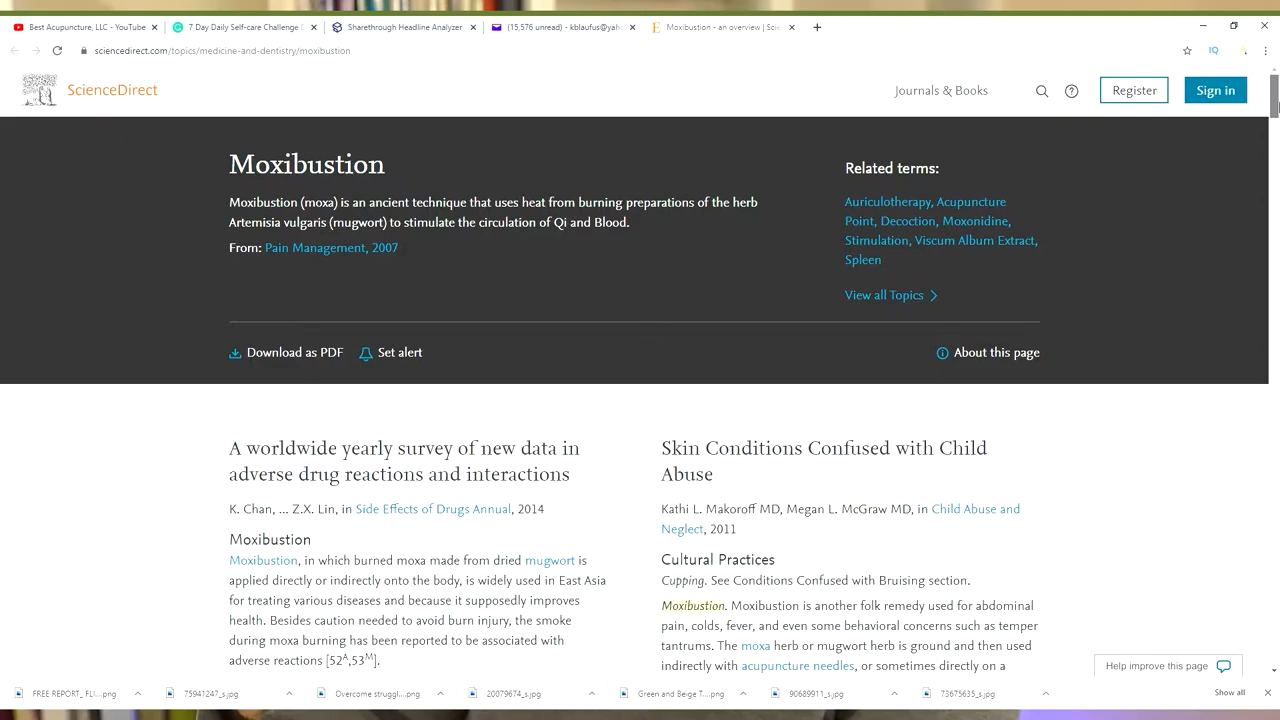 Best Acupuncture, LLC - YouTube
7 Day Daily Self-care Challenge
Sharethrough Headline Analyzer
(15,576 unread) - kblaufus@yah
Moxibustion - an overview | Sci
sciencedirect.com/topics/medicine-and-dentistry/moxibustion
IQ
ScienceDirect
Journals & Books
Register
Sign in
Moxibustion
Moxibustion (moxa) is an ancient technique that uses heat from burning preparations of the herb
Artemisia vulgaris (mugwort) to stimulate the circulation of Qi and Blood.
From: Pain Management, 2007
Related terms:
Auriculotherapy, Acupuncture
Point, Decoction, Moxonidine,
Stimulation, Viscum Album Extract,
Spleen
View all Topics
Download as PDF
Set alert
About this page
A worldwide yearly survey of new data in
adverse drug reactions and interactions
K. Chan, ... Z.X. Lin, in Side Effects of Drugs Annual, 2014
Moxibustion
Moxibustion, in which burned moxa made from dried mugwort is
applied directly or indirectly onto the body, is widely used in East Asia
for treating various diseases and because it supposedly improves
health. Besides caution needed to avoid burn injury, the smoke
during moxa burning has been reported to be associated with
adverse reactions [52A,53M].
Skin Conditions Confused with Child
Abuse
Kathi L. Makoroff MD, Megan L. McGraw MD, in Child Abuse and
Neglect, 2011
Cultural Practices
Cupping. See Conditions Confused with Bruising section.
Moxibustion. Moxibustion is another folk remedy used for abdominal
pain, colds, fever, and even some behavioral concerns such as temper
tantrums. The moxa herb or mugwort herb is ground and then used
indirectly with acupuncture needles, or sometimes directly on a
Help improve this page
FREE REPORT_ FLI....png
75941247_s.jpg
Overcome struggl....png
20079674_s.jpg
Green and Beige T....png
90689911_s.jpg
73675635_s.jpg
Show all